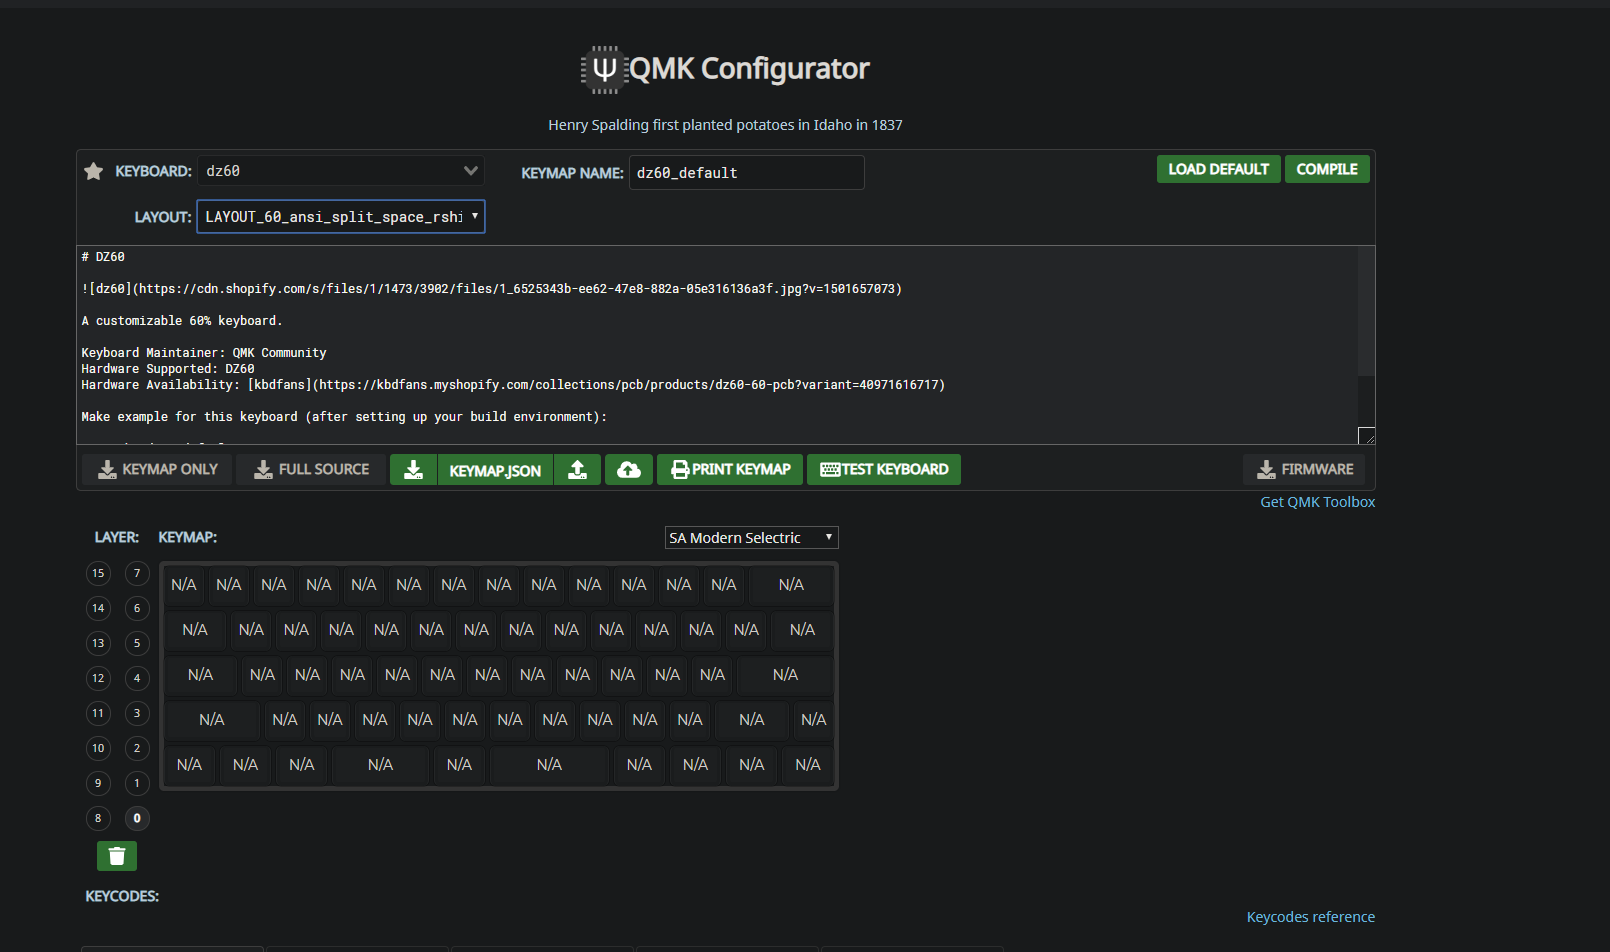 Ψ QMK Configurator
Henry Spalding first planted potatoes in Idaho in 1837
KEYBOARD: dz60 KEYMAP NAME: dz60_default LOAD DEFAULT COMPILE
LAYOUT: LAYOUT_60_ansi_split_space_rshi
# DZ60
![dz60](https://cdn.shopify.com/s/files/1/1473/3902/files/1_6525343b-ee62-47e8-882a-05e316136a3f.jpg?v=1501657073)
A customizable 60% keyboard.
Keyboard Maintainer: QMK Community
Hardware Supported: DZ60
Hardware Availability: [kbdfans](https://kbdfans.myshopify.com/collections/pcb/products/dz60-60-pcb?variant=40971616717)
Make example for this keyboard (after setting up your build environment):
KEYMAP ONLY FULL SOURCE KEYMAP.JSON PRINT KEYMAP TEST KEYBOARD FIRMWARE
Get QMK Toolbox
LAYER: KEYMAP: SA Modern Selectric
15 7 N/A N/A N/A N/A N/A N/A N/A N/A N/A N/A N/A N/A N/A N/A
14 6 N/A N/A N/A N/A N/A N/A N/A N/A N/A N/A N/A N/A N/A N/A
13 5
12 4 N/A N/A N/A N/A N/A N/A N/A N/A N/A N/A N/A N/A N/A
11 3 N/A N/A N/A N/A N/A N/A N/A N/A N/A N/A N/A N/A N/A
10 2 N/A N/A N/A N/A N/A N/A N/A N/A N/A N/A
9 1
8 0
KEYCODES:
Keycodes reference